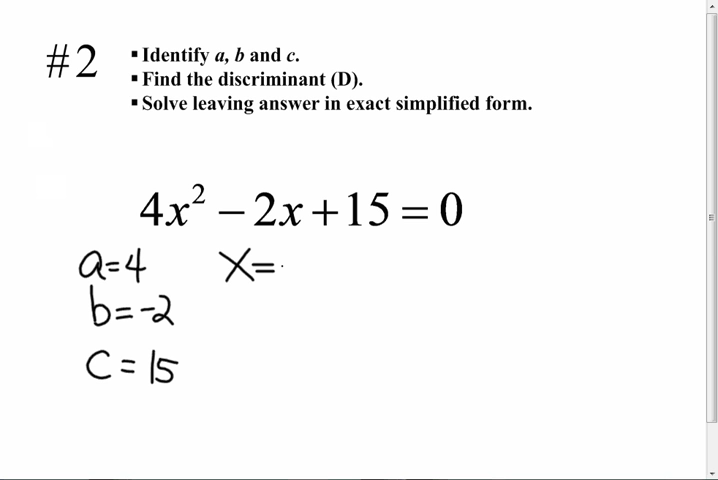 #2
▪ Identify a, b and c.
▪ Find the discriminant (D).
▪ Solve leaving answer in exact simplified form.
4x² − 2x + 15 = 0
a=4
x=
b=-2
c=15